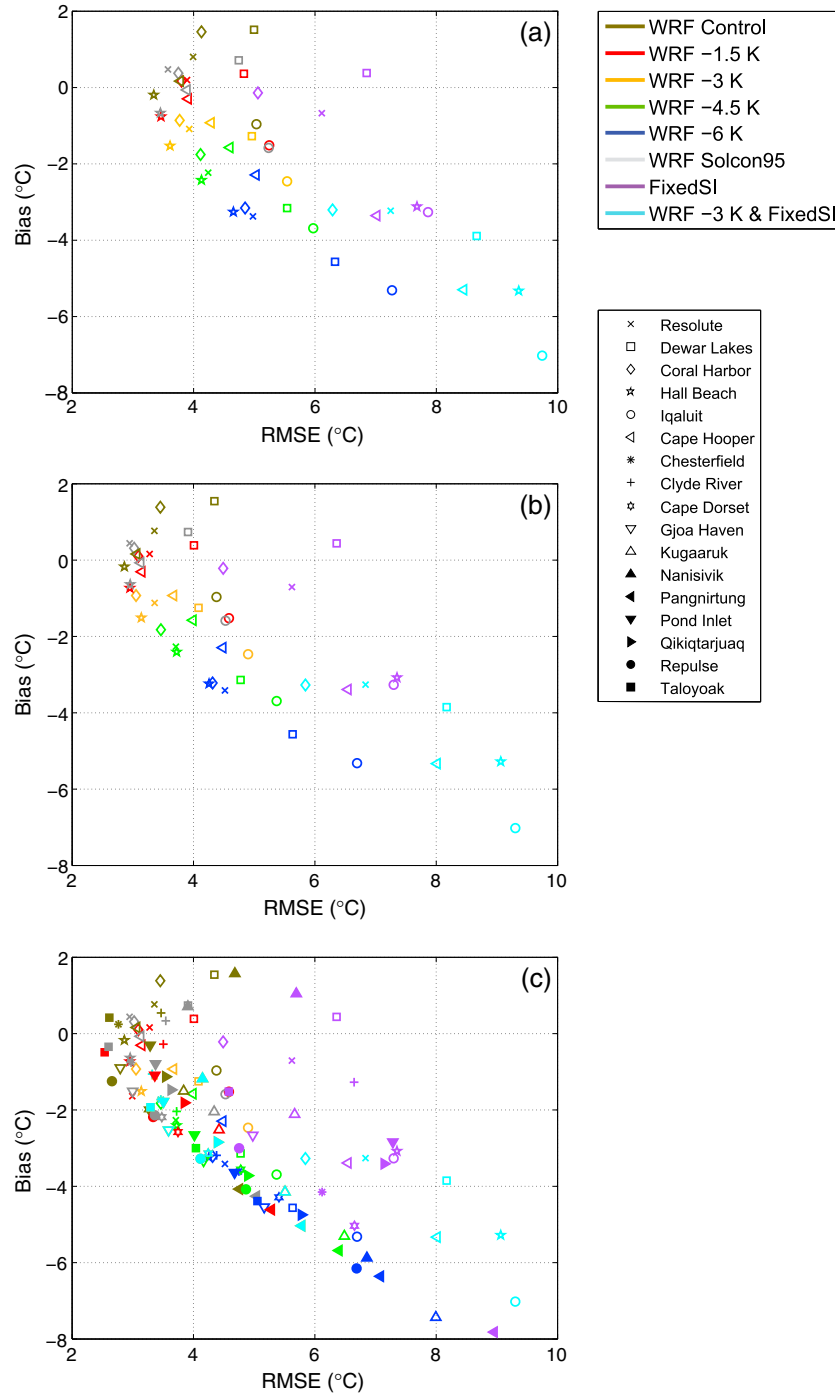 (a)
2
0
−2
−4
−6
−8
Bias (°C)
2
4
6
8
10
RMSE (°C)
WRF Control
WRF −1.5 K
WRF −3 K
WRF −4.5 K
WRF −6 K
WRF Solcon95
FixedSI
WRF −3 K & FixedSI
Resolute
Dewar Lakes
Coral Harbor
Hall Beach
Iqaluit
Cape Hooper
Chesterfield
Clyde River
Cape Dorset
Gjoa Haven
Kugaaruk
Nanisivik
Pangnirtung
Pond Inlet
Qikiqtarjuaq
Repulse
Taloyoak
(b)
2
0
−2
−4
−6
−8
Bias (°C)
2
4
6
8
10
RMSE (°C)
(c)
2
0
−2
−4
−6
−8
Bias (°C)
2
4
6
8
10
RMSE (°C)